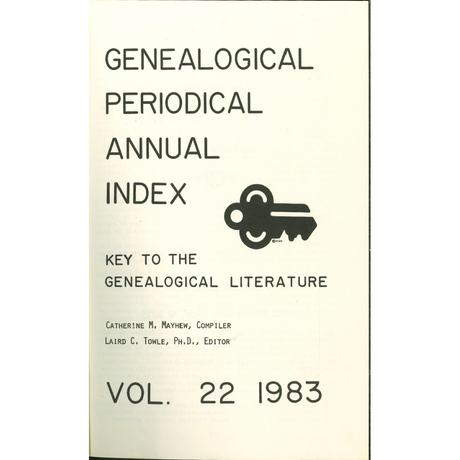 GENEALOGICAL
PERIODICAL
ANNUAL
INDEX
KEY TO THE
GENEALOGICAL LITERATURE
CATHERINE M. MAYHEW, COMPILER
LAIRD C. TOWLE, PH.D., EDITOR
VOL. 22 1983